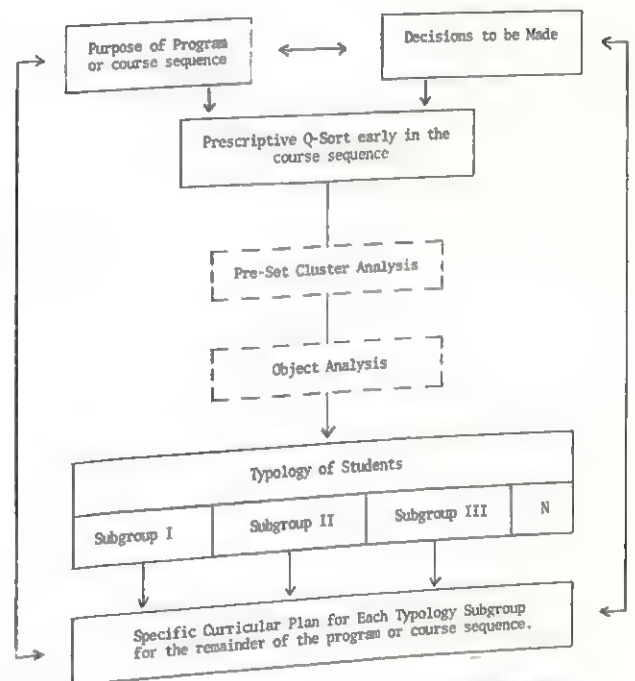 Purpose of Program
or course sequence
Decisions to be Made
Prescriptive Q-Sort early in the
course sequence
Pre-Set Cluster Analysis
Object Analysis
Typology of Students
Subgroup I
Subgroup II
Subgroup III
N
Specific Curricular Plan for Each Typology Subgroup
for the remainder of the program or course sequence.